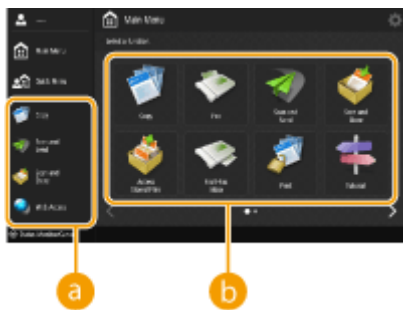 Main Menu
Select a function.
Main Menu
Quick Menu
Copy
Scan and
Send
Scan and
Store
Web Access
Copy
Fax
Scan and
Send
Scan and
Store
Access
Stored Files
Fax/I-Fax
Inbox
Print
Tutorial
a
b